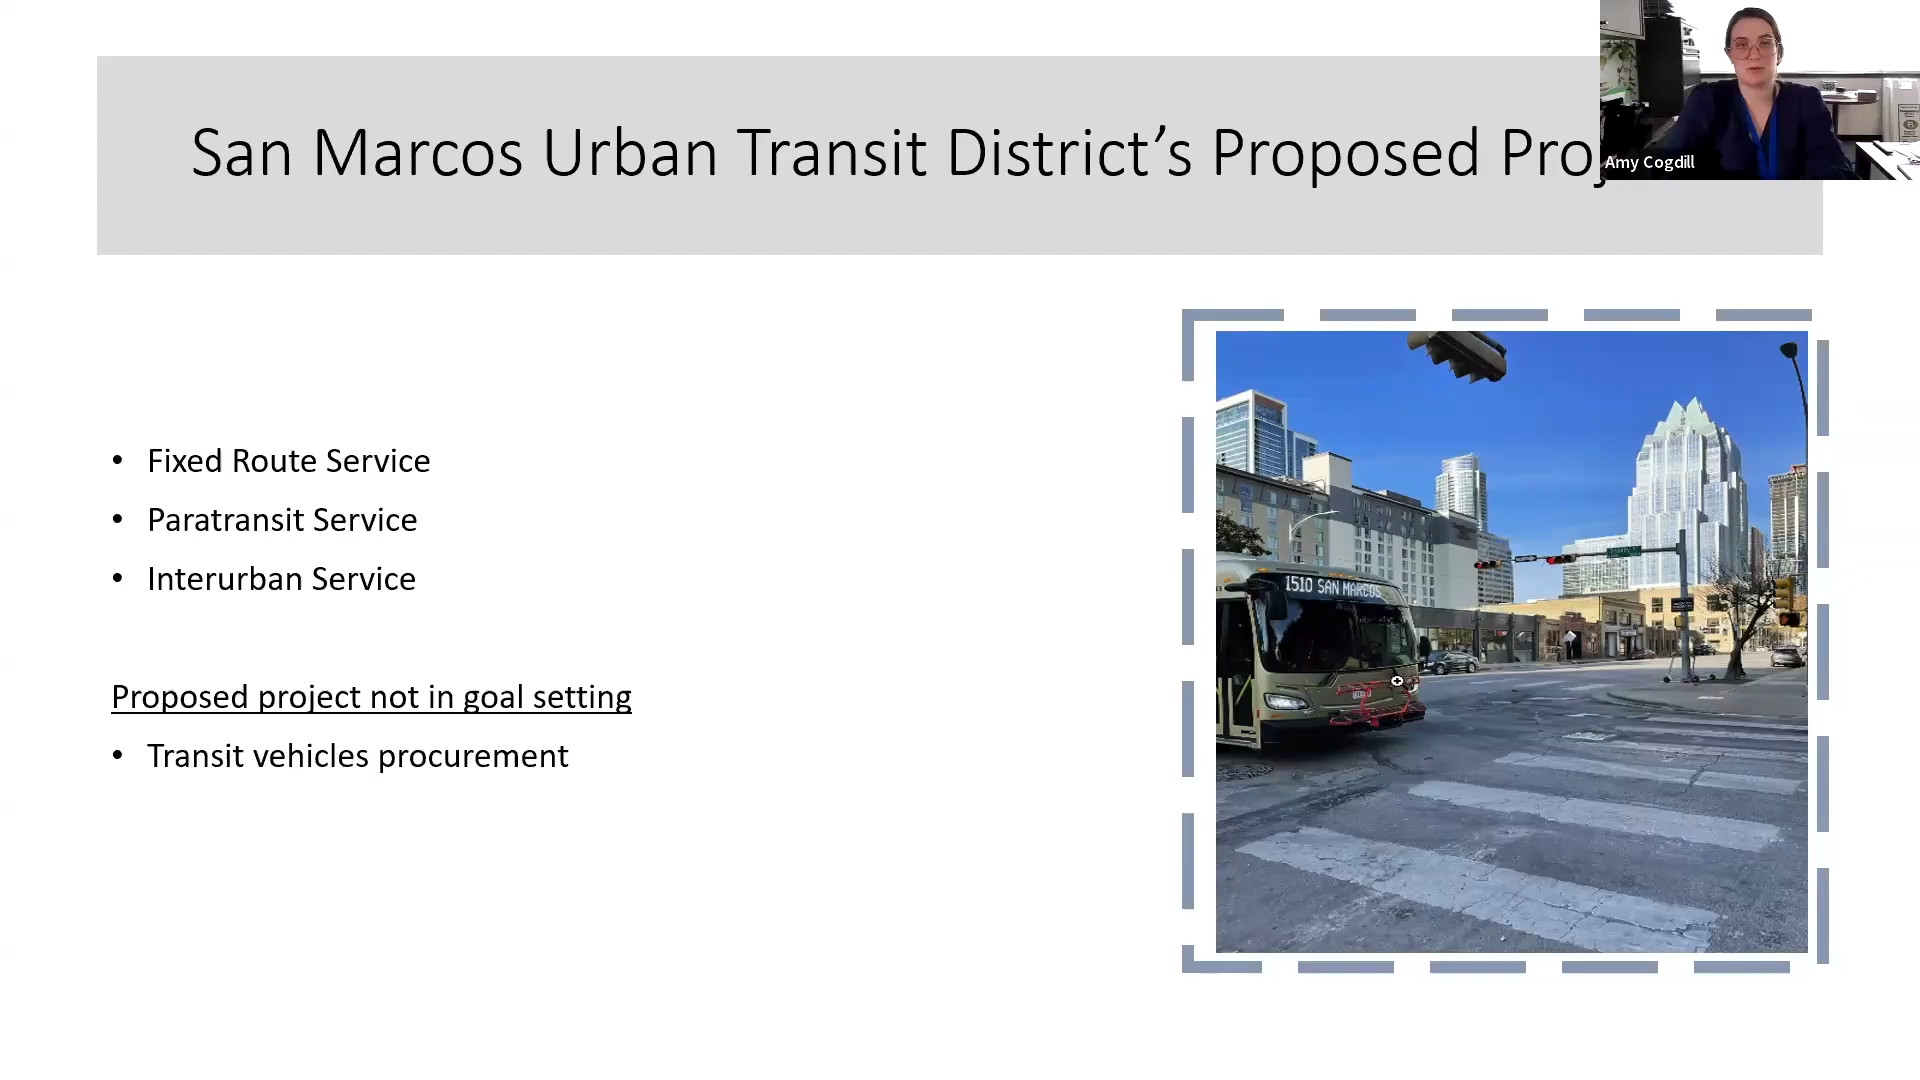 San Marcos Urban Transit District’s Proposed Proj
Amy Cogdill
• Fixed Route Service
• Paratransit Service
• Interurban Service
Proposed project not in goal setting
• Transit vehicles procurement
1510 SAN MARCOS